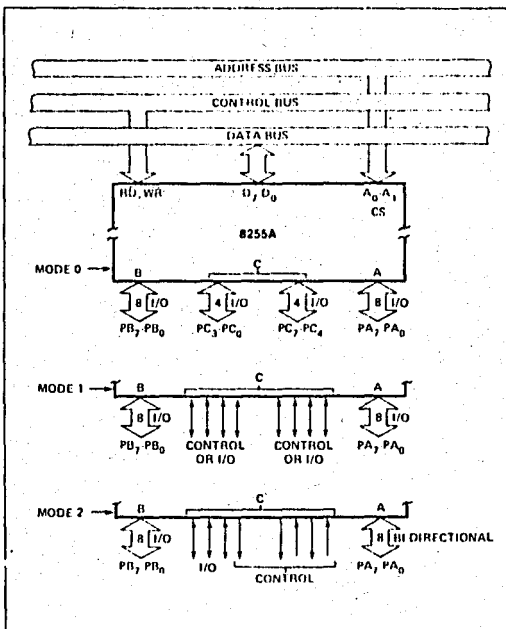 ADDRESS BUS
CONTROL BUS
DATA BUS
RD, WR D7 D0 A0-A1
CS
8255A
MODE 0 B C A
8 I/O 4 I/O 4 I/O 8 I/O
PB7-PB0 PC3-PC0 PC7-PC4 PA7 PA0
MODE 1 B C A
8 I/O 8 I/O
PB7-PB0 CONTROL OR I/O CONTROL OR I/O PA7 PA0
MODE 2 B C A
8 I/O 8 BI DIRECTIONAL
PB7 PB0 I/O CONTROL PA7 PA0